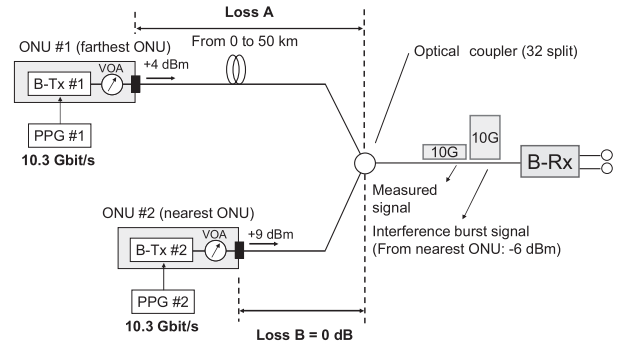 Loss A
ONU #1 (farthest ONU)
From 0 to 50 km
Optical coupler (32 split)
VOA
+4 dBm
B-Tx #1
PPG #1
10.3 Gbit/s
10G
10G
B-Rx
Measured
signal
Interference burst signal
(From nearest ONU: -6 dBm)
ONU #2 (nearest ONU)
VOA
+9 dBm
B-Tx #2
PPG #2
10.3 Gbit/s
Loss B = 0 dB